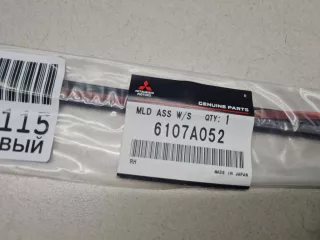 115
ВЫЙ
MITSUBISHI
MOTORS
GENUINE PARTS
MLD ASS W/S QTY: 1
6107A052
RH
MADE IN JAPAN